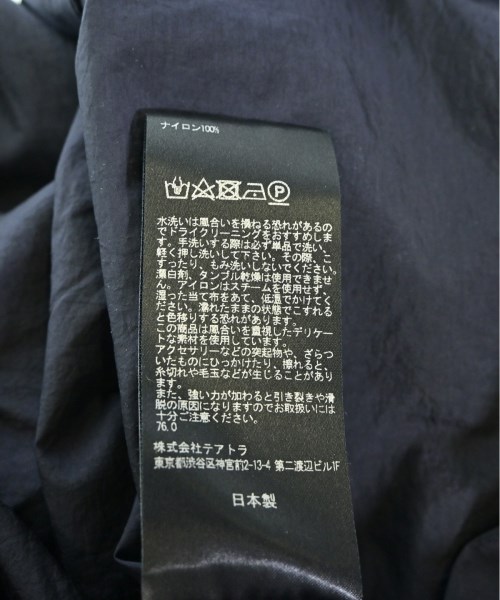 ナイロン100%
水洗いは風合いを損ねる恐れがあるの
でドライクリーニングをおすすめしま
す。手洗いする際は必ず単品で洗い、
軽く押し洗いして下さい。その際、こ
すったり、もみ洗いしないでください。
漂白剤、タンブル乾燥は使用できませ
ん。アイロンはスチームを使用せず、
湿った当て布をあて、低温でかけてく
ださい。濡れたままの状態でこすれる
と色移りする恐れがあります。
この商品は風合いを重視したデリケー
トな素材を使用しています。
アクセサリーなどの突起物や、ざらつ
いたものにひっかけたり、擦れると、
糸切れや毛玉などが生じることがあり
ます。
また、強い力が加わると引き裂きや滑
脱の原因になりますのでお取扱いには
十分ご注意ください。
76.0
株式会社テアトラ
東京都渋谷区神宮前2-13-4 第二渡辺ビル1F
日本製